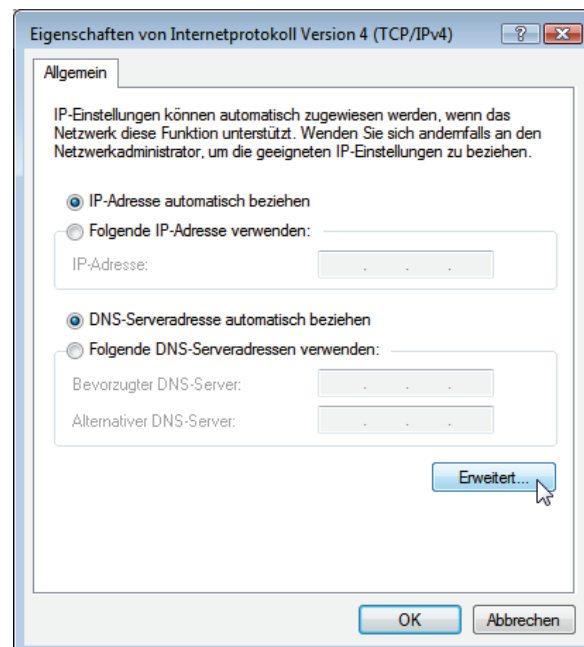 Eigenschaften von Internetprotokoll Version 4 (TCP/IPv4)
Allgemein
IP-Einstellungen können automatisch zugewiesen werden, wenn das
Netzwerk diese Funktion unterstützt. Wenden Sie sich andernfalls an den
Netzwerkadministrator, um die geeigneten IP-Einstellungen zu beziehen.
IP-Adresse automatisch beziehen
Folgende IP-Adresse verwenden:
IP-Adresse:
DNS-Serveradresse automatisch beziehen
Folgende DNS-Serveradressen verwenden:
Bevorzugter DNS-Server:
Alternativer DNS-Server:
Erweitert...
OK
Abbrechen